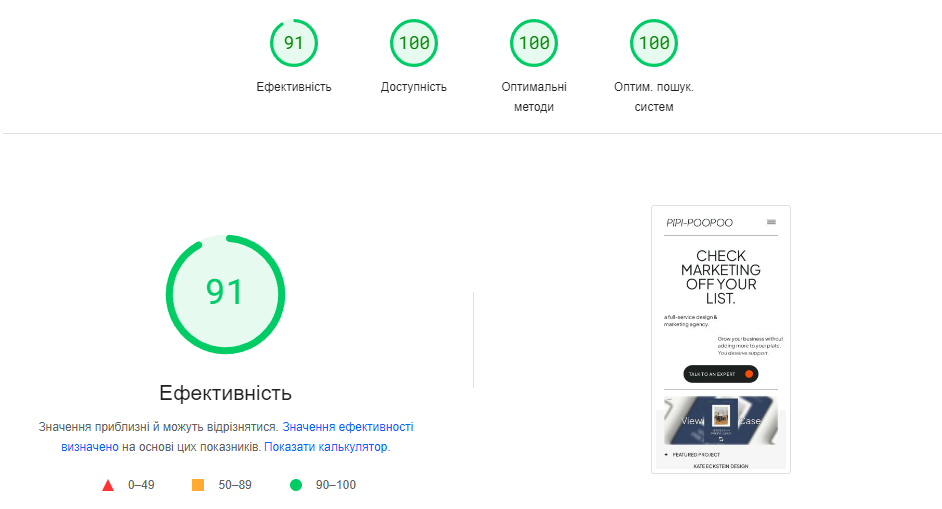 91 100 100 100
Ефективність Доступність Оптимальні Оптим. пошук.
методи систем
91
Ефективність
Значення приблизні й можуть відрізнятися. Значення ефективності
визначено на основі цих показників. Показати калькулятор.
0–49 50–89 90–100
PIPI-POOPOO
CHECK
MARKETING
OFF YOUR
LIST.
a full-service design &
marketing agency.
Grow your business without
adding more to your plate.
You deserve support
TALK TO AN EXPERT
View Case
FEATURED PROJECT
KATE ECKSTEIN DESIGN